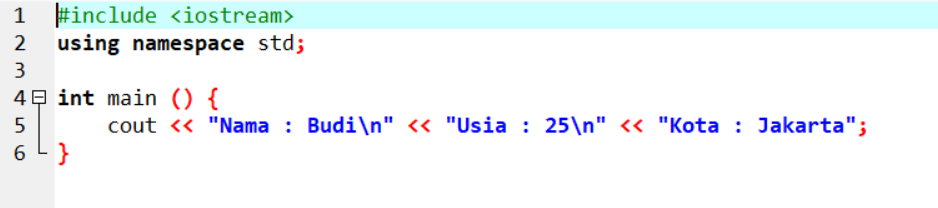 1 #include <iostream>
2 using namespace std;
3
4 int main () {
5     cout << "Nama : Budi\n" << "Usia : 25\n" << "Kota : Jakarta";
6 }